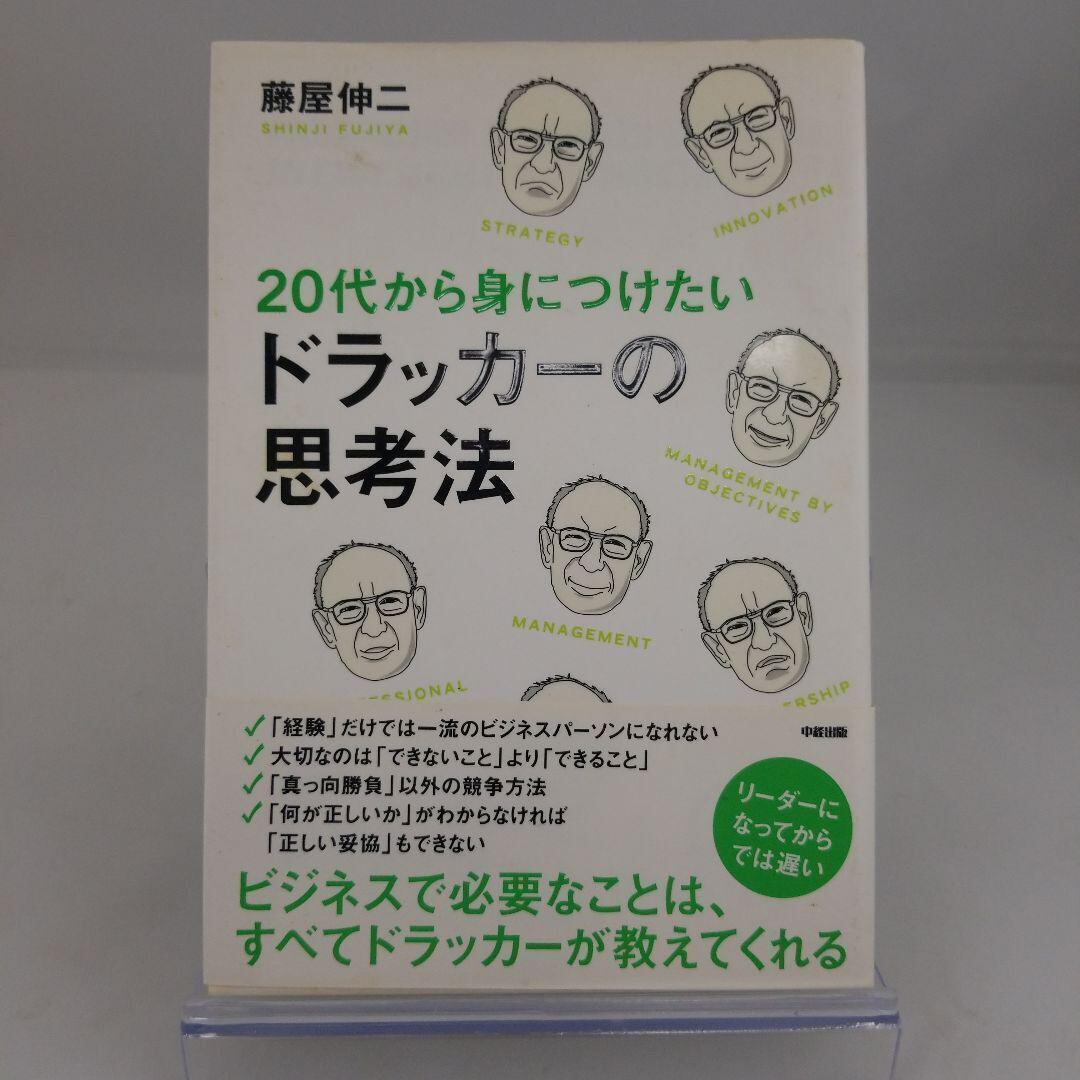 藤屋伸二
SHINJI FUJIYA
STRATEGY
INNOVATION
20代から身につけたい
ドラッカーの
思考法
MANAGEMENT BY
OBJECTIVES
MANAGEMENT
「経験」だけでは一流のビジネスパーソンになれない
大切なのは「できないこと」より「できること」
「真っ向勝負」以外の競争方法
「何が正しいか」がわからなければ
「正しい妥協」もできない
中経出版
リーダーに
なってから
では遅い
ビジネスで必要なことは、
すべてドラッカーが教えてくれる